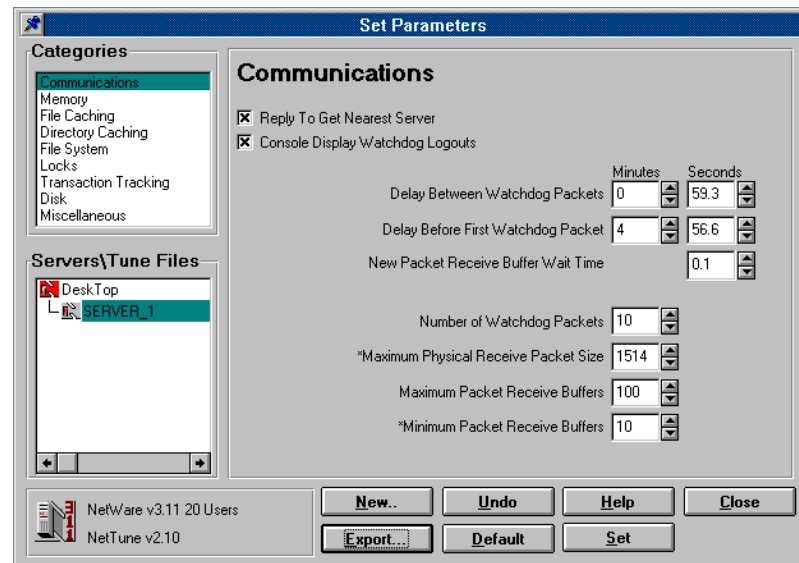 Set Parameters
Categories
Communications
Memory
File Caching
Directory Caching
File System
Locks
Transaction Tracking
Disk
Miscellaneous
Servers\Tune Files
DeskTop
SERVER_1
Communications
Reply To Get Nearest Server
Console Display Watchdog Logouts
Minutes Seconds
Delay Between Watchdog Packets 0 59.3
Delay Before First Watchdog Packet 4 56.6
New Packet Receive Buffer Wait Time 0.1
Number of Watchdog Packets 10
*Maximum Physical Receive Packet Size 1514
Maximum Packet Receive Buffers 100
*Minimum Packet Receive Buffers 10
311
NetWare v3.11 20 Users
NetTune v2.10
New.. Undo Help Close
Export... Default Set